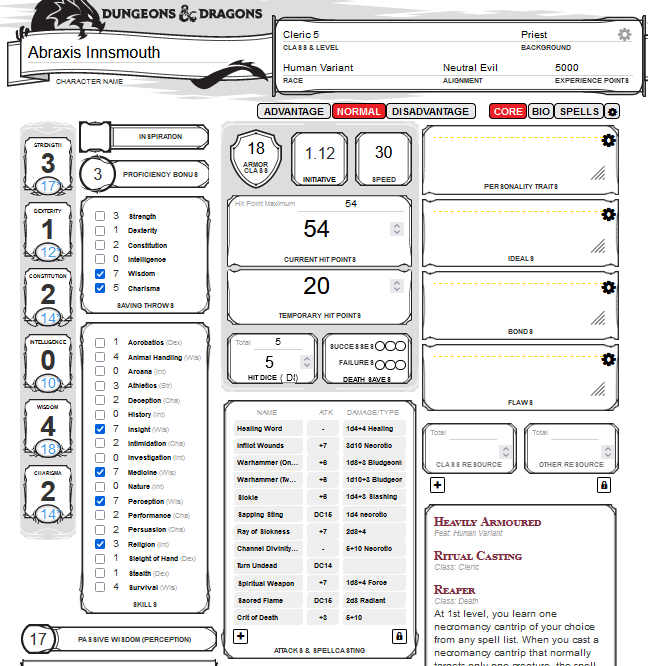 DUNGEONS & DRAGONS
Abraxis Innsmouth
CHARACTER NAME
Cleric 5 Priest
CLASS & LEVEL BACKGROUND
Human Variant Neutral Evil 5000
RACE ALIGNMENT EXPERIENCE POINTS
ADVANTAGE NORMAL DISADVANTAGE CORE BIO SPELLS
STRENGTH
3
17
DEXTERITY
1
12
CONSTITUTION
2
14
INTELLIGENCE
0
10
WISDOM
4
18
CHARISMA
2
14
INSPIRATION
3 PROFICIENCY BONUS
3 Strength
1 Dexterity
2 Constitution
0 Intelligence
7 Wisdom
5 Charisma
SAVING THROWS
1 Acrobatics (Dex)
4 Animal Handling (Wis)
0 Arcana (Int)
3 Athletics (Str)
2 Deception (Cha)
0 History (Int)
7 Insight (Wis)
2 Intimidation (Cha)
0 Investigation (Int)
7 Medicine (Wis)
0 Nature (Int)
7 Perception (Wis)
2 Performance (Cha)
2 Persuasion (Cha)
3 Religion (Int)
1 Sleight of Hand (Dex)
1 Stealth (Dex)
4 Survival (Wis)
SKILLS
17 PASSIVE WISDOM (PERCEPTION)
18
ARMOR
CLASS
1.12
INITIATIVE
30
SPEED
Hit Point Maximum 54
54
CURRENT HIT POINTS
20
TEMPORARY HIT POINTS
Total 5
5
HIT DICE (DI)
SUCCESSES
FAILURES
DEATH SAVES
NAME ATK DAMAGE/TYPE
Healing Word - 1d4+4 Healing
Inflict Wounds +7 3d10 Necrotic
Warhammer (On... +6 1d8+3 Bludgeoni
Warhammer (Tw... +6 1d10+3 Bludgeor
Sickle +6 1d4+3 Slashing
Sapping Sting DC15 1d4 necrotic
Ray of Sickness +7 2d8+4
Channel Divinity... - 5+10 Necrotic
Turn Undead DC14
Spiritual Weapon +7 1d8+4 Force
Sacred Flame DC15 2d8 Radiant
Crit of Death +3 5+10
ATTACKS & SPELLCASTING
PERSONALITY TRAITS
IDEALS
BONDS
FLAWS
Total
CLASS RESOURCE
Total
OTHER RESOURCE
HEAVILY ARMOURED
Feat: Human Variant
RITUAL CASTING
Class: Cleric
REAPER
Class: Death
At 1st level, you learn one
necromancy cantrip of your choice
from any spell list. When you cast a
necromancy cantrip that normally
targets only one creature, the spell